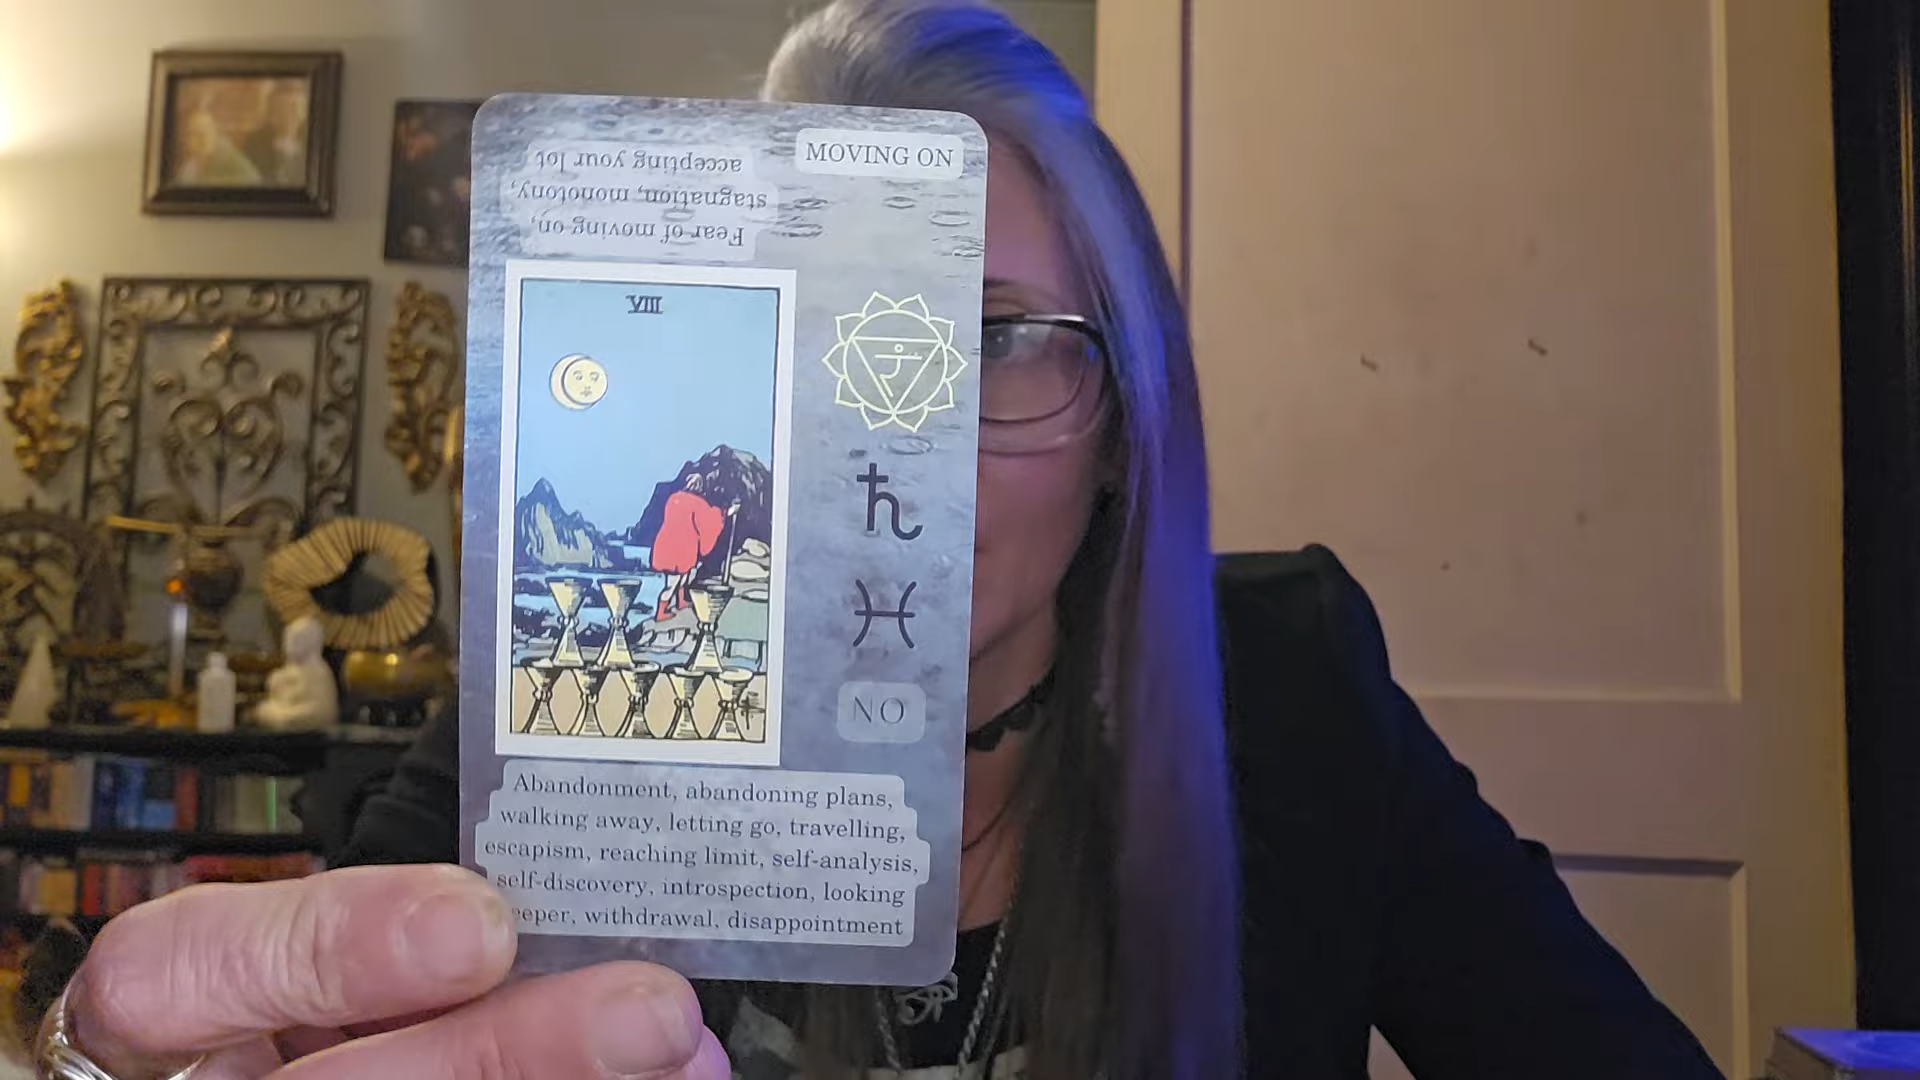 MOVING ON
Fear of moving on,
stagnation, monotony,
accepting your lot
VIII
र
NO
Abandonment, abandoning plans,
walking away, letting go, travelling,
escapism, reaching limit, self-analysis,
self-discovery, introspection, looking
eeper, withdrawal, disappointment